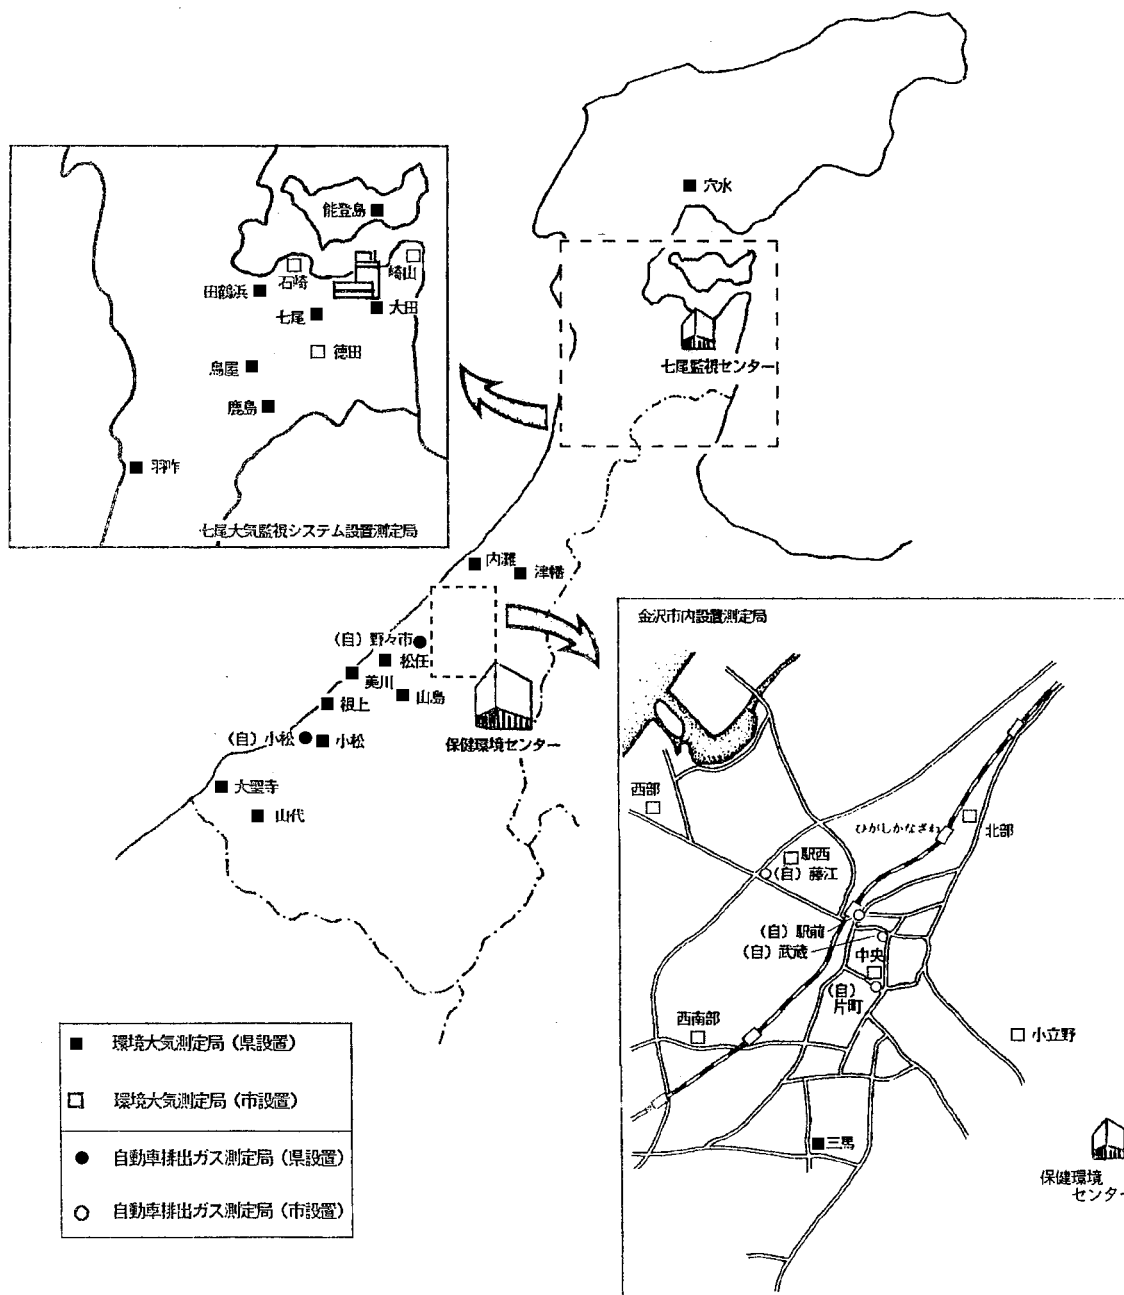 穴水
能登島
石崎
崎山
田鶴浜
七尾
大田
徳田
鳥屋
鹿島
羽咋
七尾大気監視システム設置測定局
七尾監視センター
内灘
津幡
(自)野々市
松任
美川
山島
根上
(自)小松
小松
保健環境センター
大聖寺
山代
金沢市内設置測定局
西部
ひがしかなざわ
北部
駅西
(自)藤江
(自)駅前
(自)武蔵
中央
(自)
片町
西南部
小立野
三馬
保健環境
センター
環境大気測定局(県設置)
環境大気測定局(市設置)
自動車排出ガス測定局(県設置)
自動車排出ガス測定局(市設置)